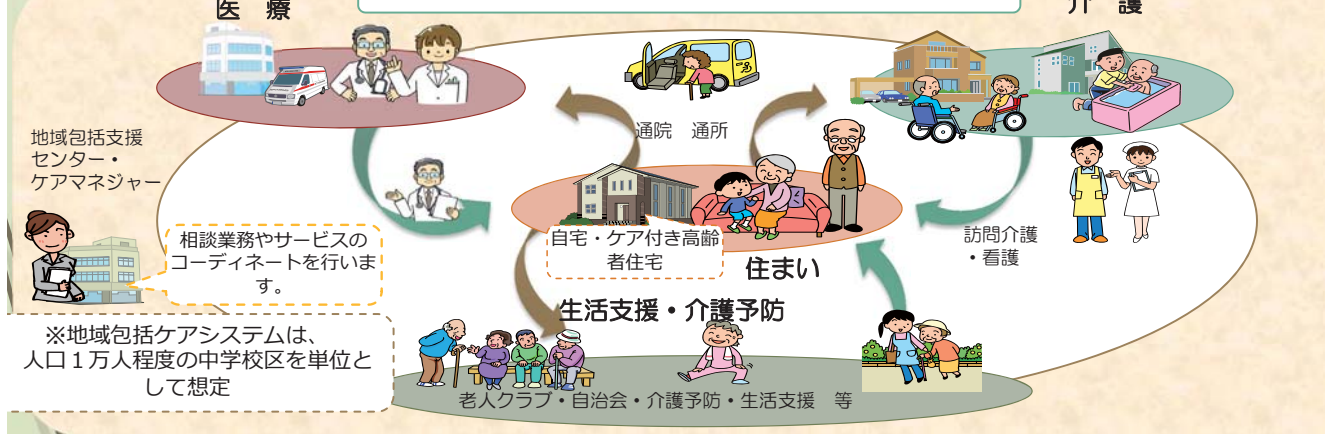 医 療
介 護
通院 通所
地域包括支援
センター・
ケアマネジャー
相談業務やサービスの
コーディネートを行いま
す。
自宅・ケア付き高齢
者住宅
住まい
訪問介護
・看護
生活支援・介護予防
※地域包括ケアシステムは、
人口1万人程度の中学校区を単位と
して想定
老人クラブ・自治会・介護予防・生活支援 等